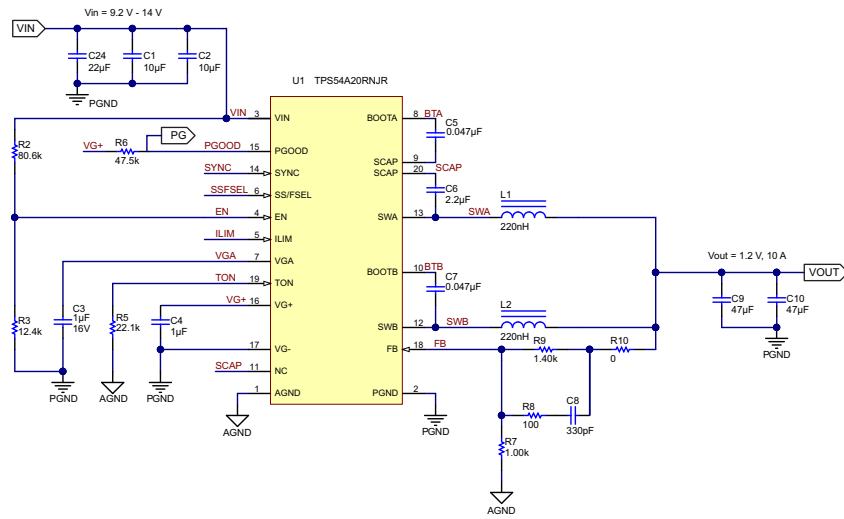 Vin = 9.2 V - 14 V
VIN
C24
22µF
C1
10µF
C2
10µF
PGND
U1 TPS54A20RNJR
VIN
3
VIN
BOOTA
8
BTA
C5
0.047µF
PG
R2
80.6k
VG+
R6
47.5k
PGOOD
15
PGOOD
SCAP
9
SYNC
14
SYNC
SCAP
20
SCAP
SSFSEL
6
SS/FSEL
C6
2.2µF
L1
220nH
EN
4
EN
SWA
13
SWA
ILIM
5
ILIM
VGA
7
VGA
BOOTB
10
BTB
Vout = 1.2 V, 10 A
VOUT
TON
19
TON
C7
0.047µF
C9
47µF
C10
47µF
VG+
16
VG+
R3
12.4k
C3
1µF
16V
R5
22.1k
C4
1µF
SWB
12
SWB
L2
220nH
VG-
17
FB
18
FB
R9
1.40k
R10
0
PGND
SCAP
11
NC
1
AGND
PGND
2
PGND
AGND
PGND
AGND
PGND
R8
100
C8
330pF
R7
1.00k
AGND